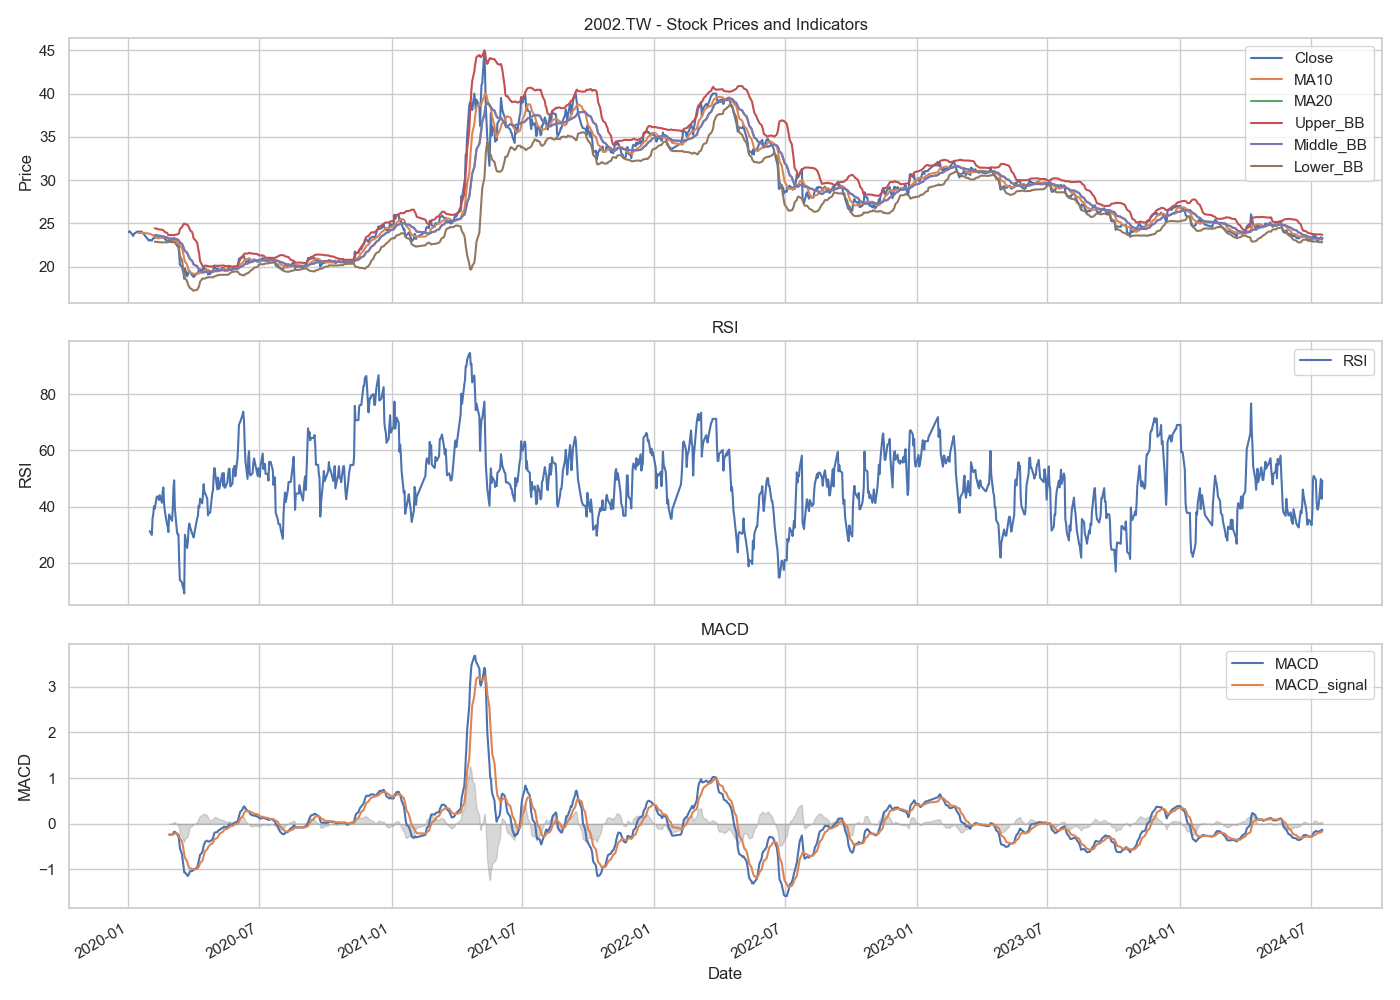 2002.TW - Stock Prices and Indicators
Price
45
40
35
30
25
20
Close
MA10
MA20
Upper_BB
Middle_BB
Lower_BB
RSI
RSI
80
60
40
20
RSI
MACD
MACD
3
2
1
0
−1
MACD
MACD_signal
2020-01
2020-07
2021-01
2021-07
2022-01
2022-07
2023-01
2023-07
2024-01
2024-07
Date